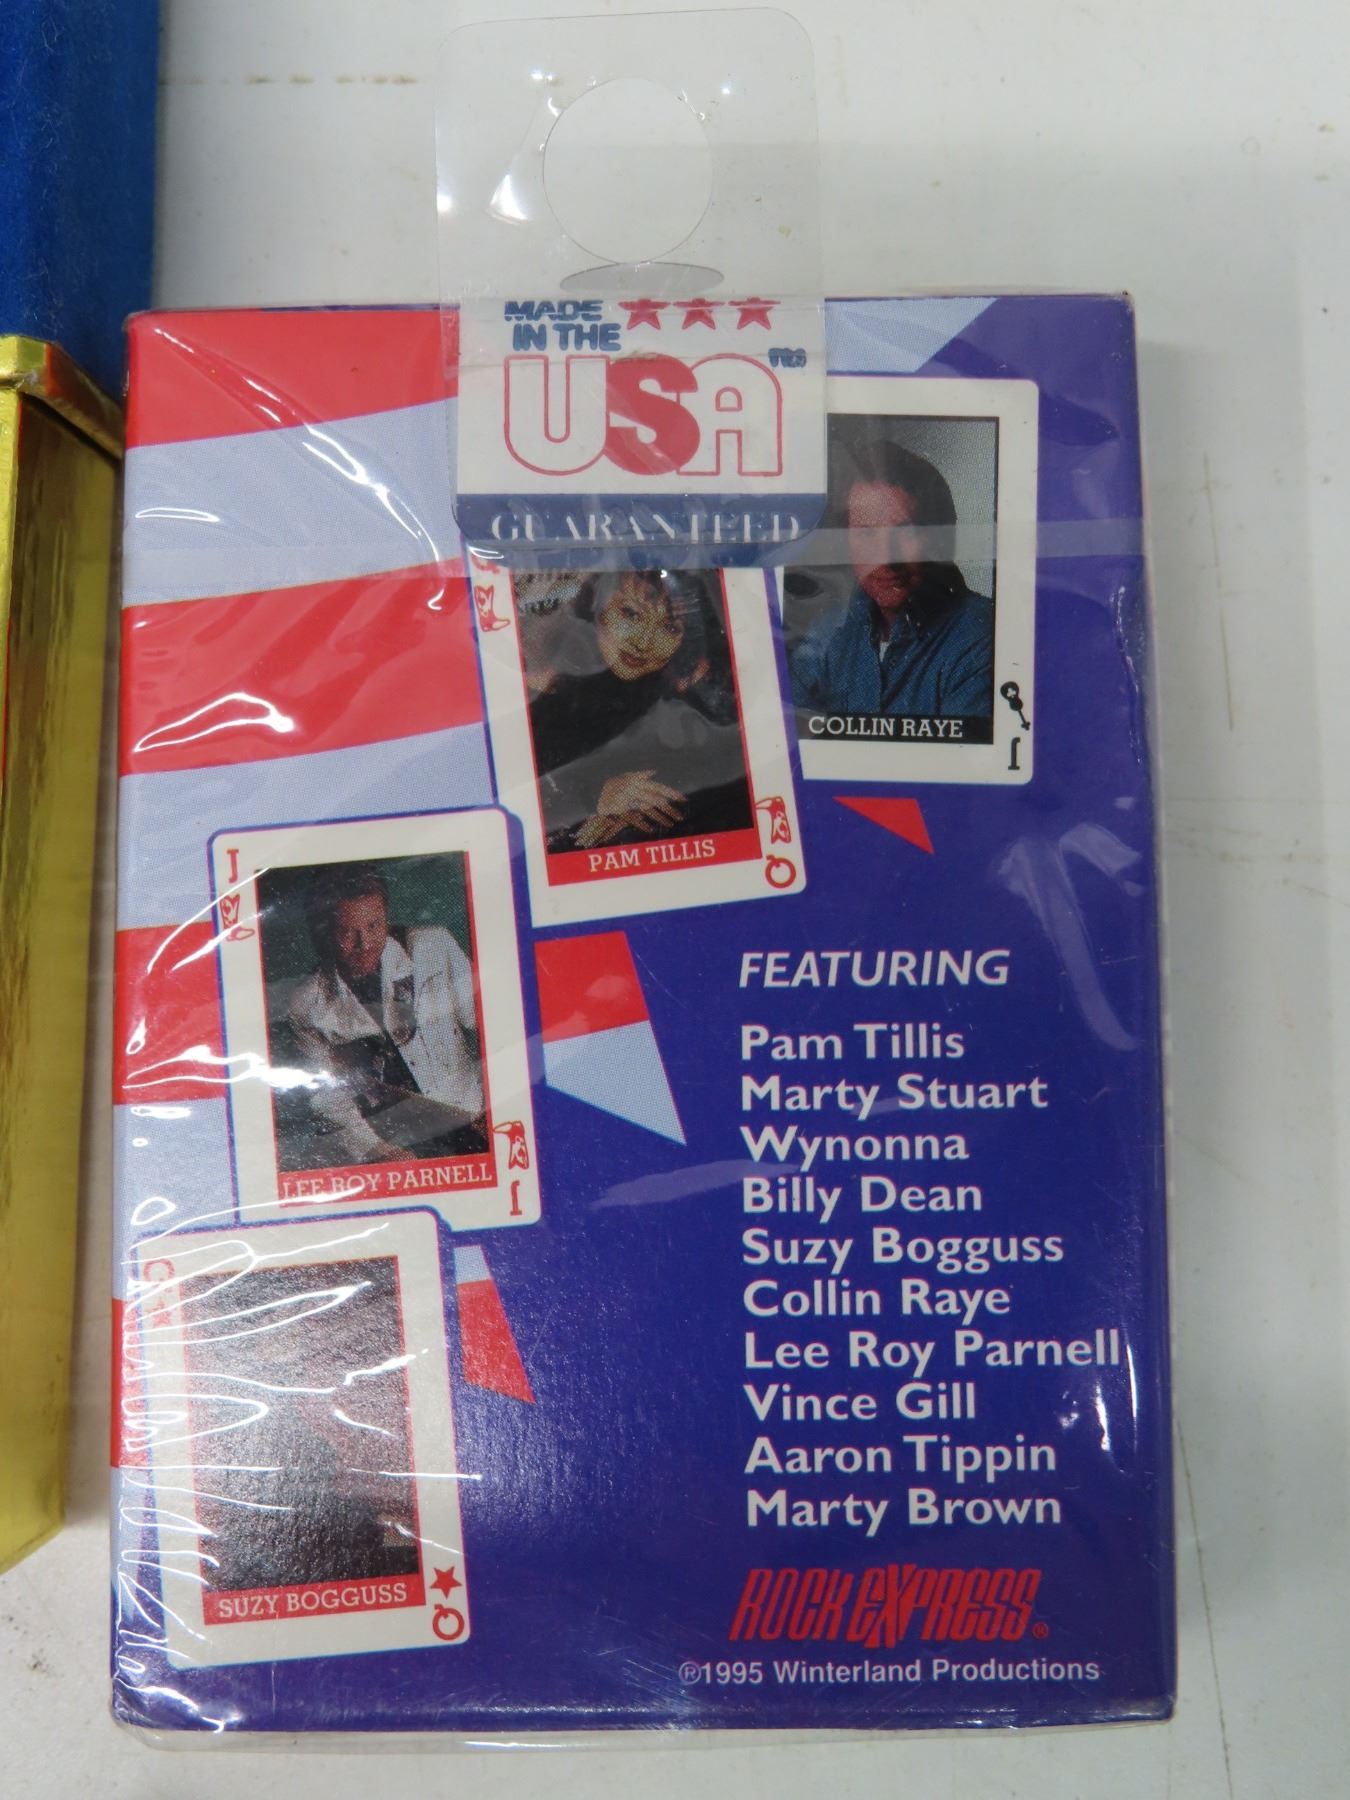 MADE
IN THE
USA™
GUARANTEED
COLLIN RAYE
J
Q
PAM TILLIS
Q
J
LEE ROY PARNELL
J
Q
SUZY BOGGUSS
Q
FEATURING
Pam Tillis
Marty Stuart
Wynonna
Billy Dean
Suzy Bogguss
Collin Raye
Lee Roy Parnell
Vince Gill
Aaron Tippin
Marty Brown
ROCK EXPRESS®
®1995 Winterland Productions